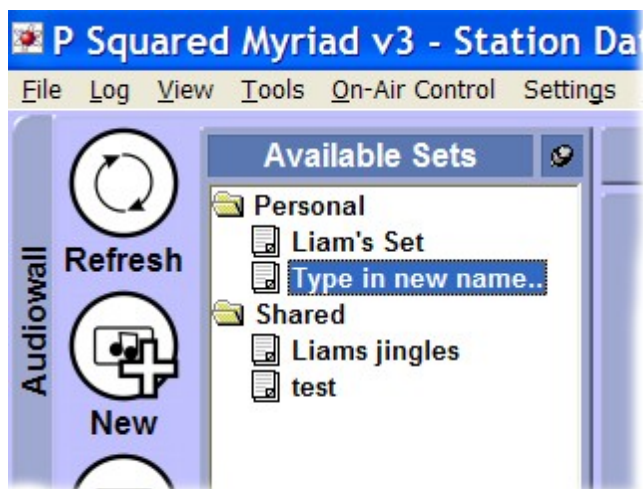 P Squared Myriad v3 - Station Da
File Log View Tools On-Air Control Settings
Audiowall
Refresh
New
Available Sets
Personal
Liam's Set
Type in new name..
Shared
Liams jingles
test